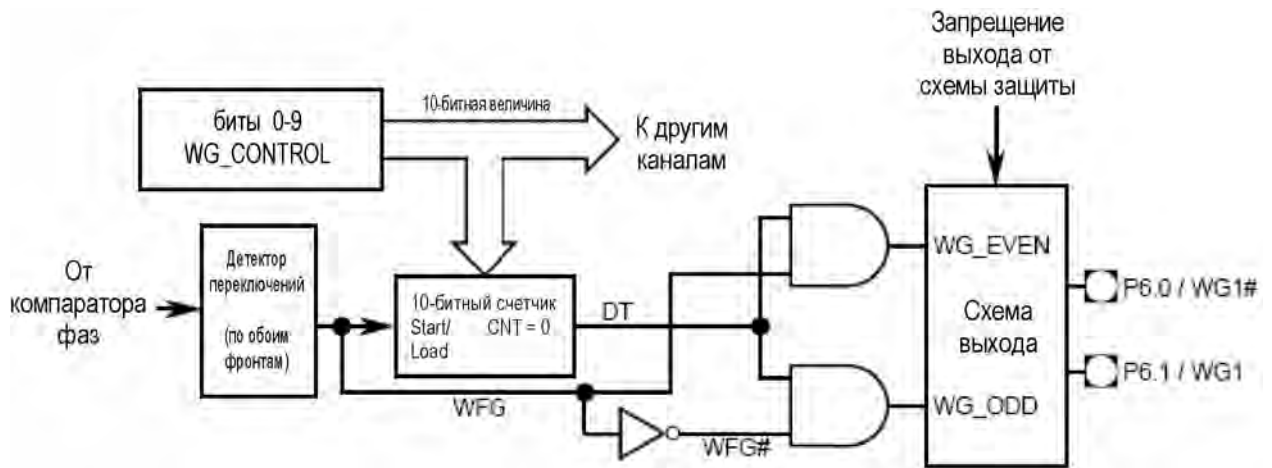 Запрещение
выхода от
схемы защиты
биты 0-9
WG_CONTROL
10-битная величина
К другим
каналам
От
компаратора
фаз
Детектор
переключений
(по обоим
фронтам)
10-битный счетчик
Start/ CNT = 0
Load
DT
WFG
WFG#
WG_EVEN
Схема
выхода
WG_ODD
P6.0 / WG1#
P6.1 / WG1